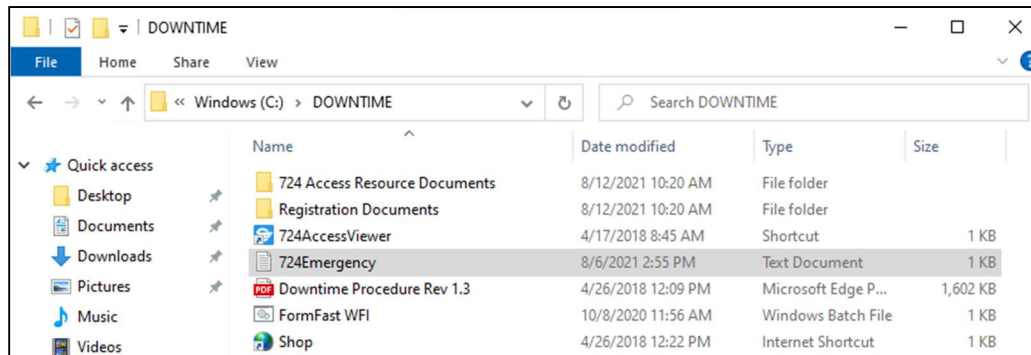 DOWNTIME
File Home Share View ?
« Windows (C:) > DOWNTIME Search DOWNTIME
Name Date modified Type Size
Quick access
724 Access Resource Documents 8/12/2021 10:20 AM File folder
Desktop
Registration Documents 8/12/2021 10:20 AM File folder
Documents
724AccessViewer 4/17/2018 8:45 AM Shortcut 1 KB
Downloads
724Emergency 8/6/2021 2:55 PM Text Document 1 KB
Pictures
PDF Downtime Procedure Rev 1.3 4/26/2018 12:09 PM Microsoft Edge P... 1,602 KB
Music
FormFast WFI 10/8/2020 11:56 AM Windows Batch File 1 KB
Videos
Shop 4/26/2018 12:22 PM Internet Shortcut 1 KB